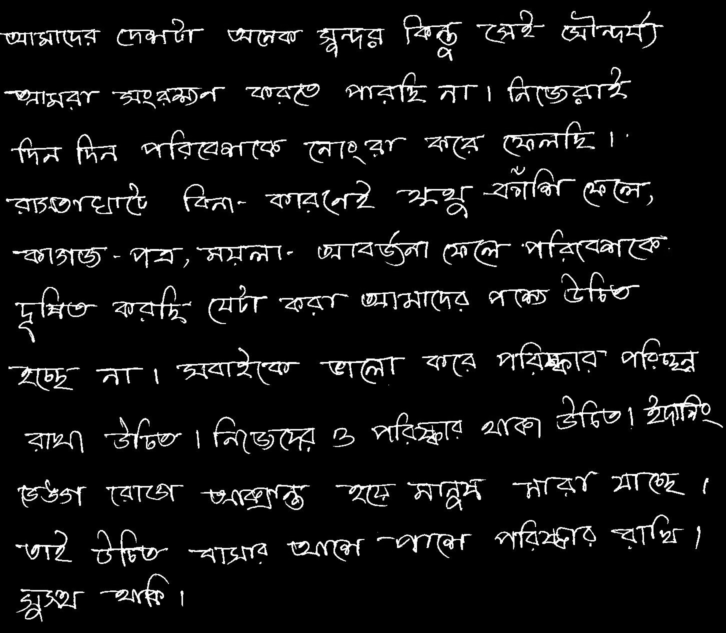 আমাদের দেশটা অনেক সুন্দর কিন্তু সেই সৌন্দর্য্য
আমরা সংরক্ষন করতে পারছি না। নিজেরাই
দিন দিন পরিবেশকে নোংরা করে ফেলছি।
রাস্তাঘাটে বিনা- কারনেই থুথু কাঁশি ফেলে,
কাগজ-পত্র, ময়লা- আবর্জনা ফেলে পরিবেশকে
দূষিত করছি যেটা করা আমাদের পক্ষে উচিত
হচ্ছে না। সবাইকে ভালো করে পরিষ্কার পরিচ্ছন্ন
রাখা উচিত। নিজেদের ও পরিষ্কার থাকা উচিত। ইদানিং
ডেঙ্গু রোগে আক্রান্ত হয়ে মানুষ মারা যাচ্ছে।
তাই উচিত বাসার আশে-পাশে পরিষ্কার রাখি।
সুস্থ থাকি।